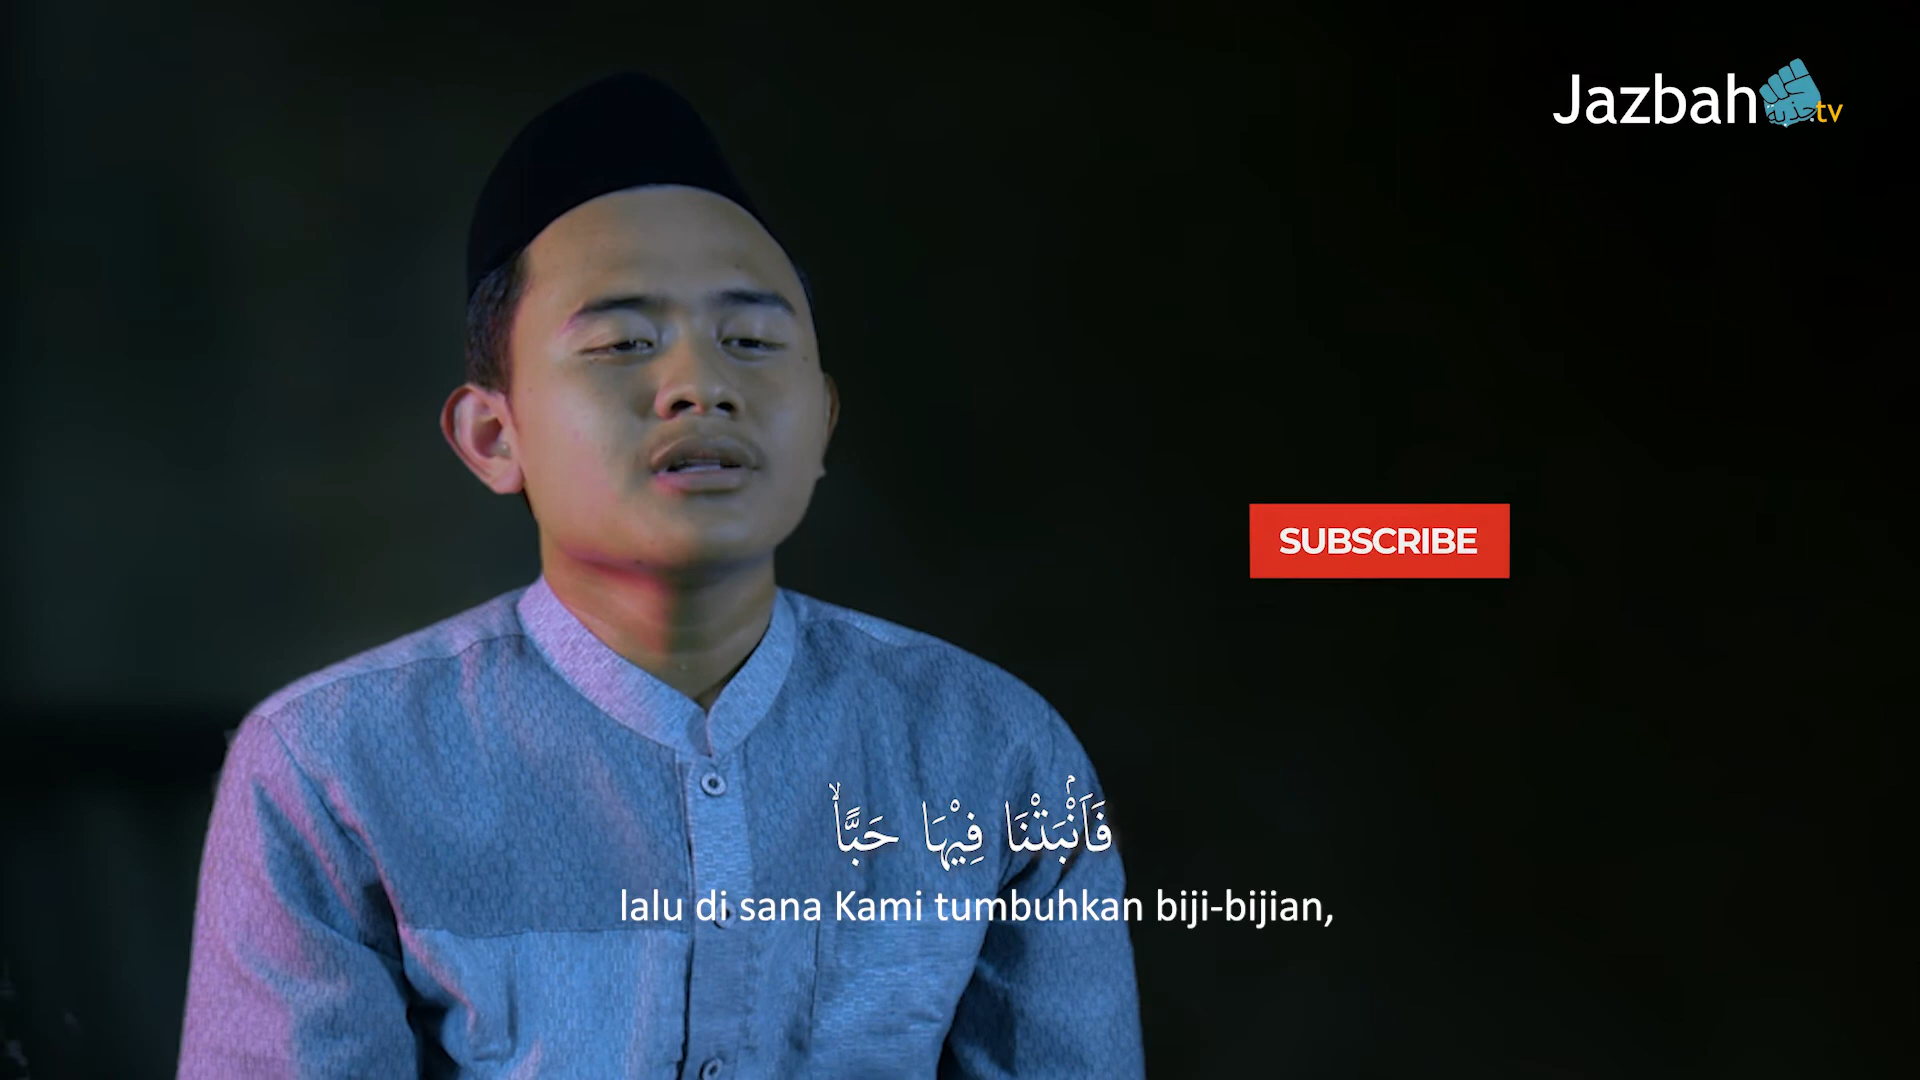 Jazbah.tv
SUBSCRIBE
فَاَنْۢبَتْنَا فِيْهَا حَبًّاۙ
lalu di sana Kami tumbuhkan biji-bijian,